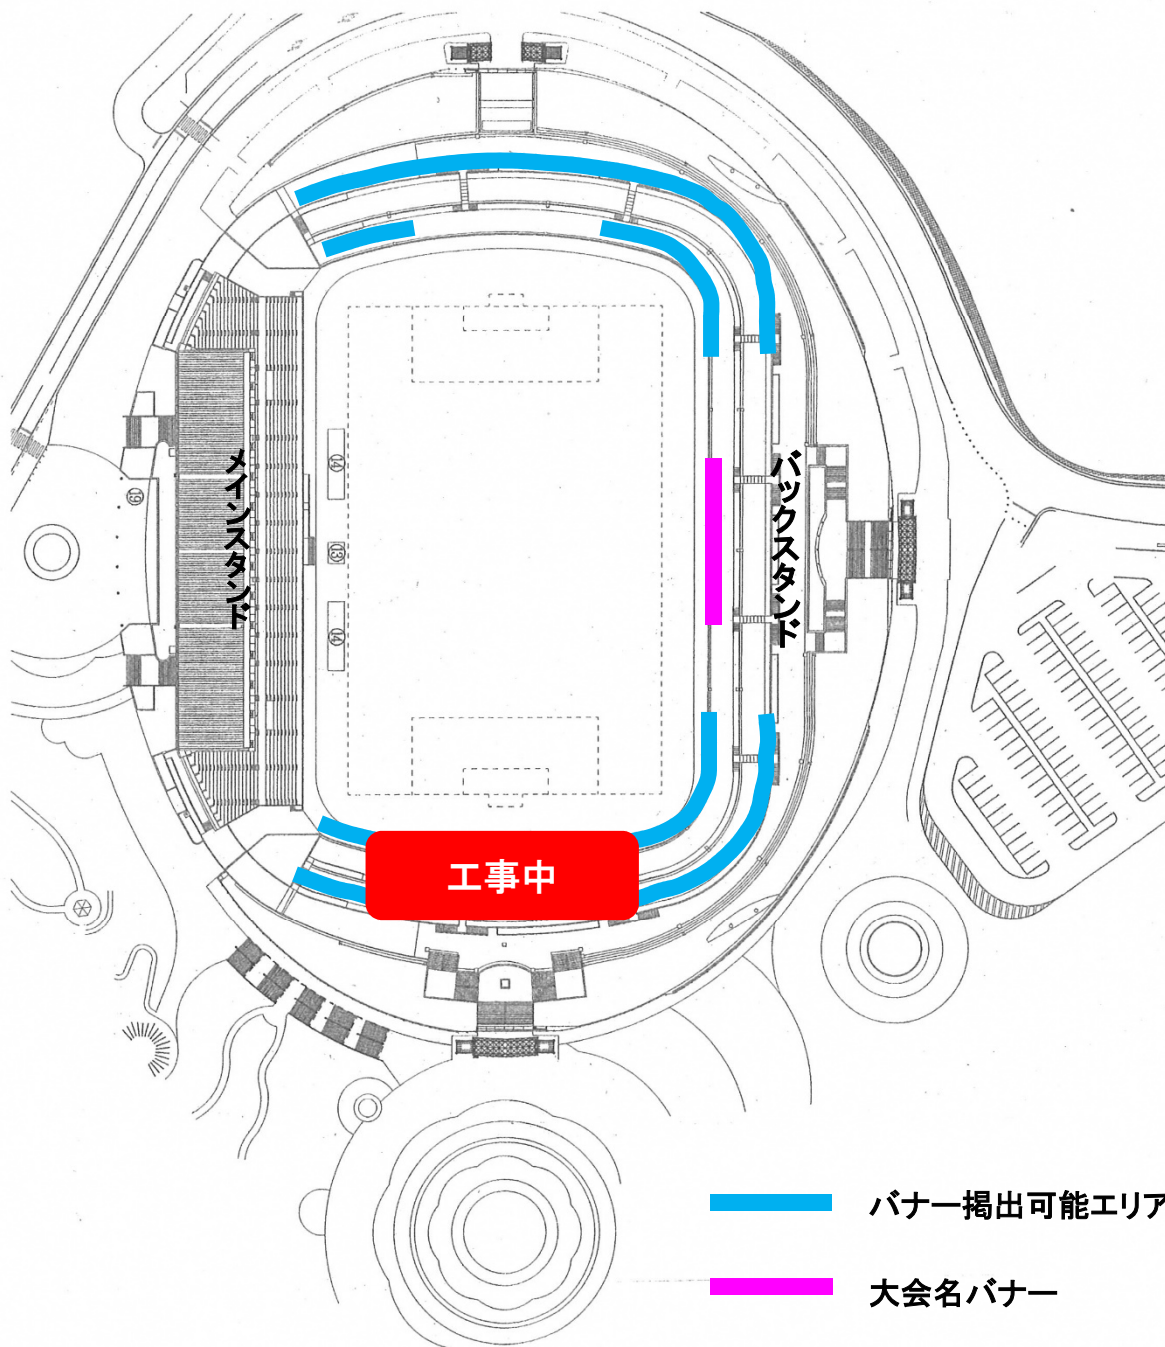 メインスタンド
バックスタンド
工事中
バナー掲出可能エリア
大会名バナー